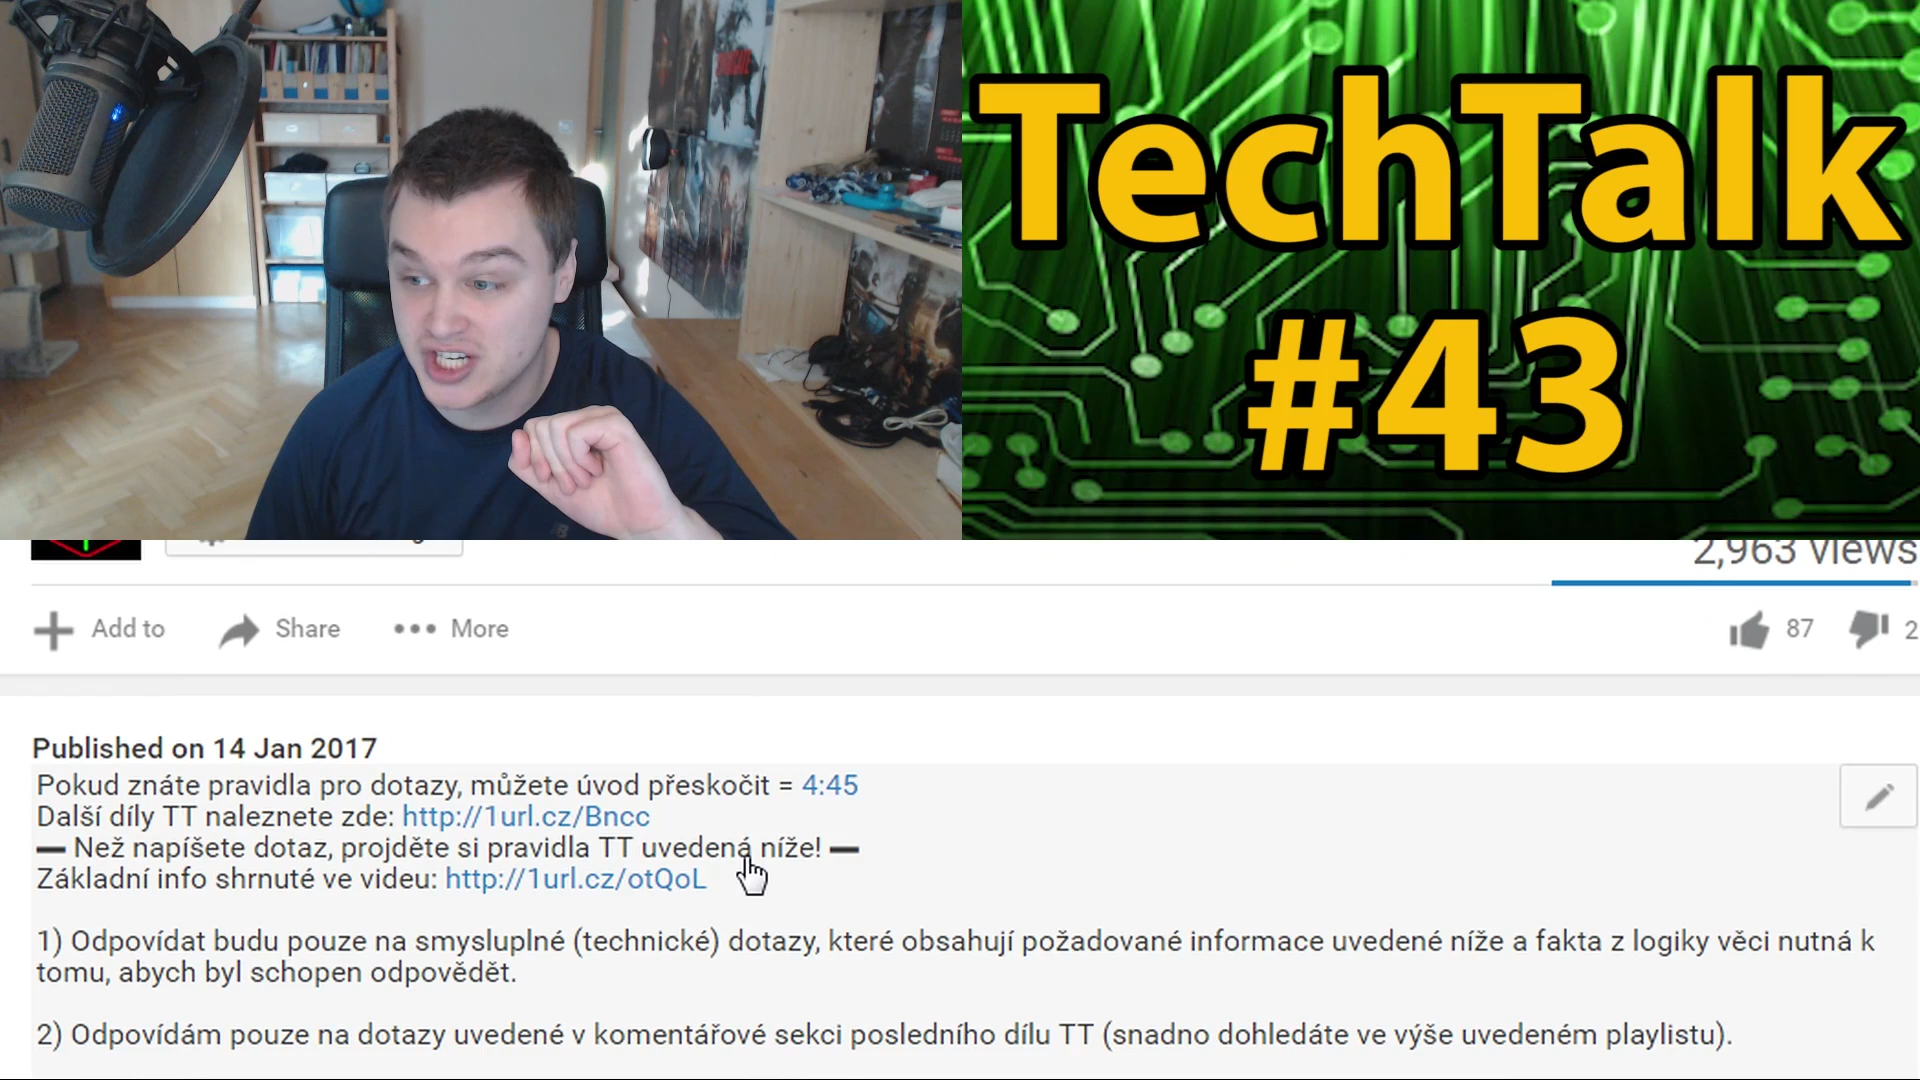 TechTalk
#43
2,963 views
Add to
Share
More
87
2
Published on 14 Jan 2017
Pokud znáte pravidla pro dotazy, můžete úvod přeskočit = 4:45
Další díly TT naleznete zde: http://1url.cz/Bncc
— Než napíšete dotaz, projděte si pravidla TT uvedená níže! —
Základní info shrnuté ve videu: http://1url.cz/otQoL
1) Odpovídat budu pouze na smysluplné (technické) dotazy, které obsahují požadované informace uvedené níže a fakta z logiky věci nutná k
tomu, abych byl schopen odpovědět.
2) Odpovídám pouze na dotazy uvedené v komentářové sekci posledního dílu TT (snadno dohledáte ve výše uvedeném playlistu).